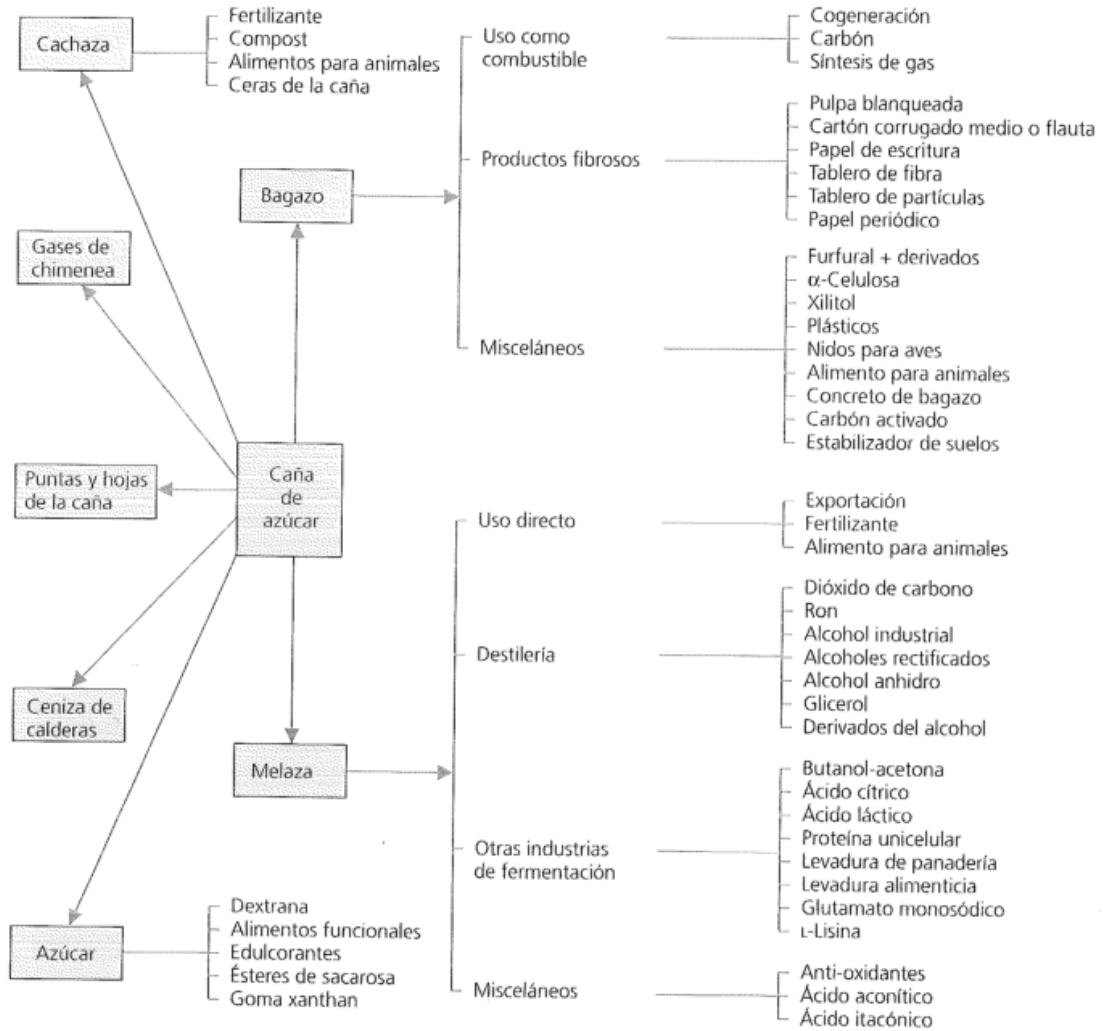 Cachaza
Fertilizante
Compost
Alimentos para animales
Ceras de la caña
Bagazo
Uso como
combustible
Cogeneración
Carbón
Síntesis de gas
Productos fibrosos
Pulpa blanqueada
Cartón corrugado medio o flauta
Papel de escritura
Tablero de fibra
Tablero de partículas
Papel periódico
Misceláneos
Furfural + derivados
α-Celulosa
Xilitol
Plásticos
Nidos para aves
Alimento para animales
Concreto de bagazo
Carbón activado
Estabilizador de suelos
Gases de
chimenea
Puntas y hojas
de la caña
Caña
de
azúcar
Ceniza de
calderas
Melaza
Uso directo
Exportación
Fertilizante
Alimento para animales
Destilería
Dióxido de carbono
Ron
Alcohol industrial
Alcoholes rectificados
Alcohol anhidro
Glicerol
Derivados del alcohol
Otras industrias
de fermentación
Butanol-acetona
Ácido cítrico
Ácido láctico
Proteína unicelular
Levadura de panadería
Levadura alimenticia
Glutamato monosódico
L-Lisina
Misceláneos
Anti-oxidantes
Ácido aconítico
Ácido itacónico
Azúcar
Dextrana
Alimentos funcionales
Edulcorantes
Ésteres de sacarosa
Goma xanthan